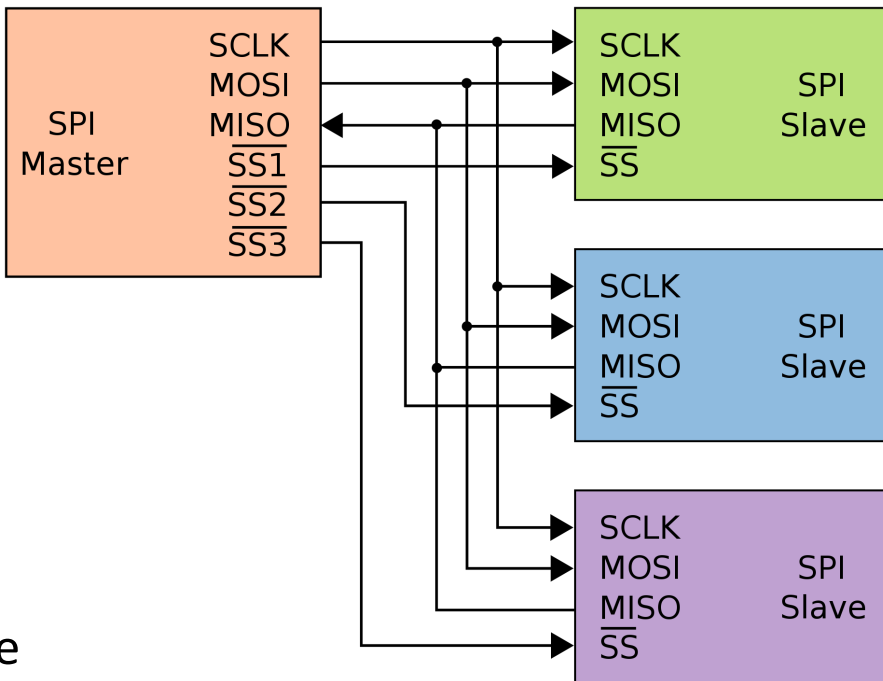 SPI
Master
SCLK
MOSI
MISO
SS1
SS2
SS3
SCLK
MOSI
MISO
SS
SPI
Slave
SCLK
MOSI
MISO
SS
SPI
Slave
SCLK
MOSI
MISO
SS
SPI
Slave
e